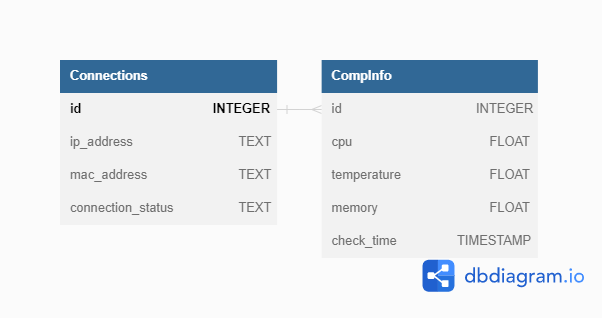 Connections
id INTEGER
ip_address TEXT
mac_address TEXT
connection_status TEXT
CompInfo
id INTEGER
cpu FLOAT
temperature FLOAT
memory FLOAT
check_time TIMESTAMP
dbdiagram.io